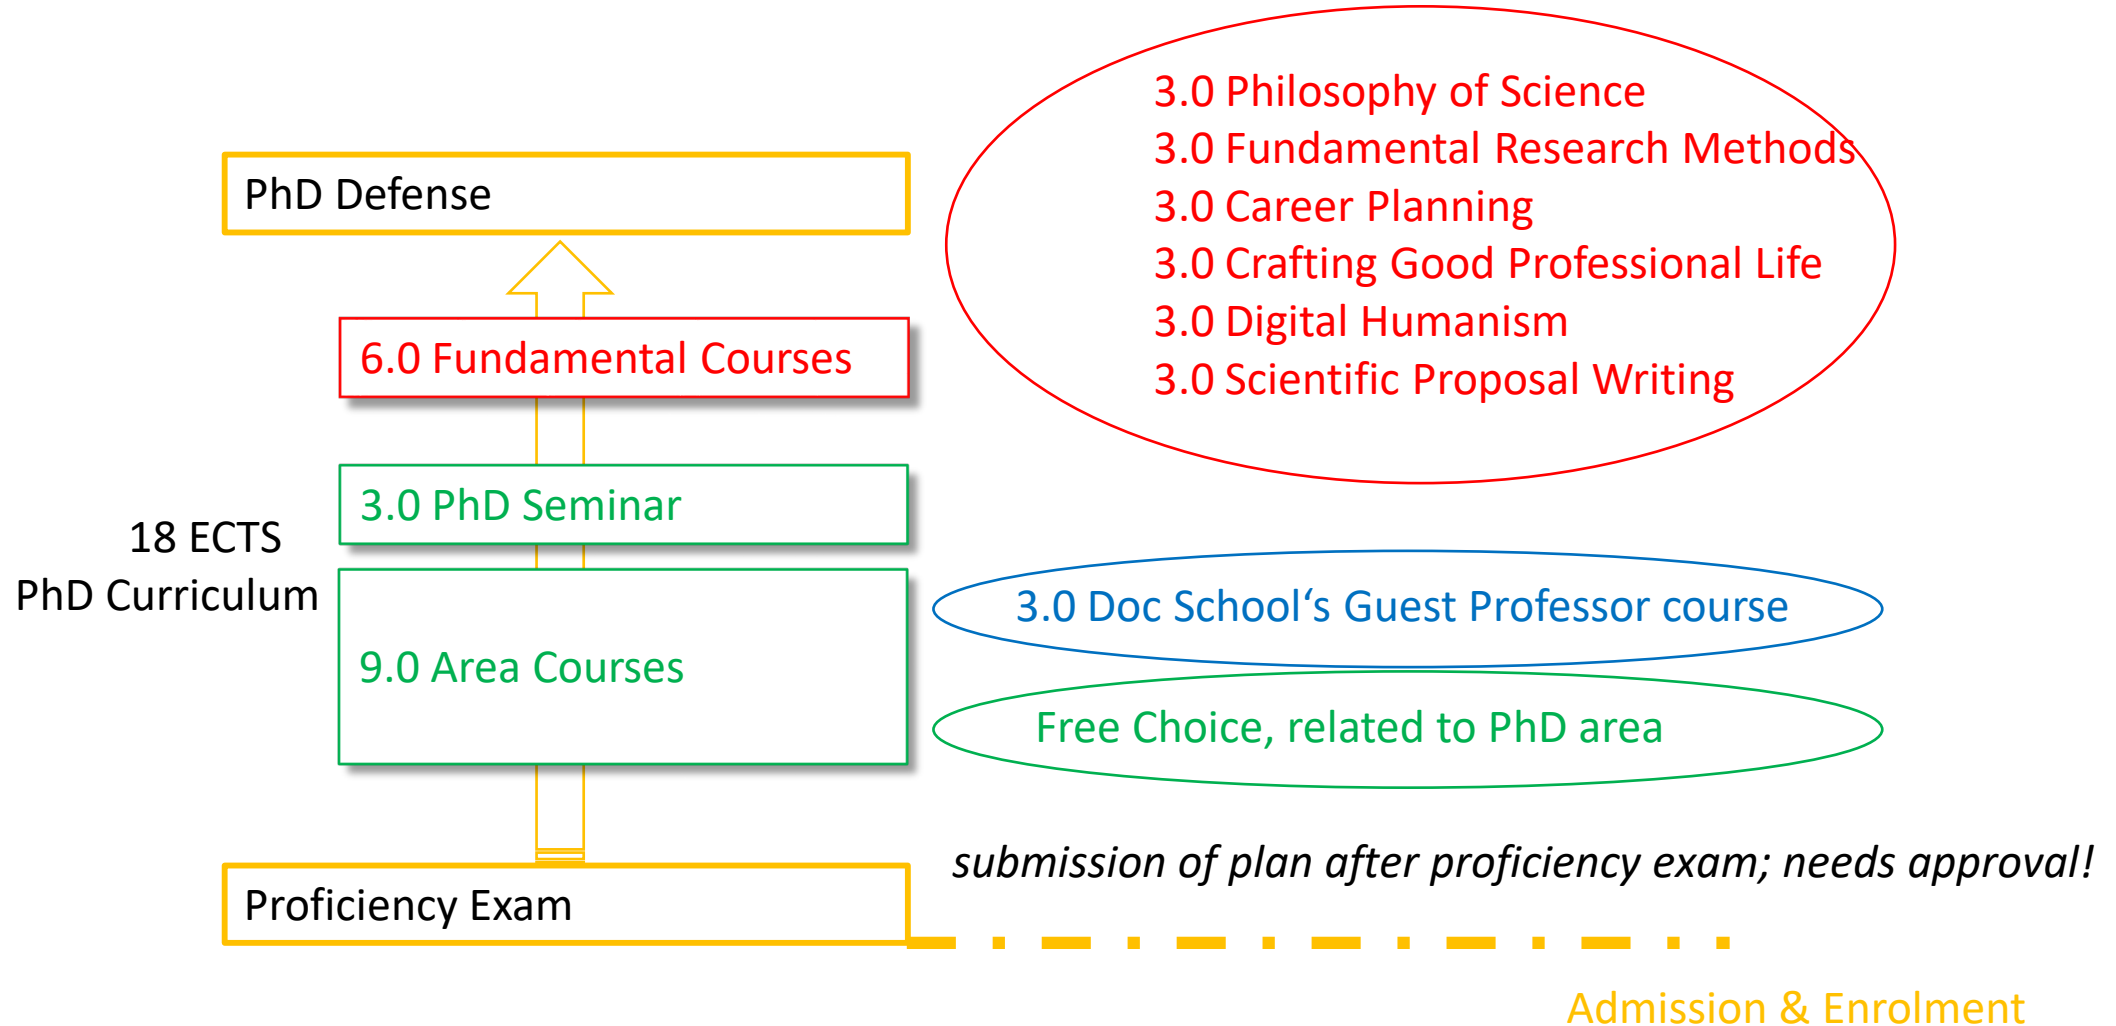 3.0 Philosophy of Science
3.0 Fundamental Research Methods
3.0 Career Planning
3.0 Crafting Good Professional Life
3.0 Digital Humanism
3.0 Scientific Proposal Writing
PhD Defense
6.0 Fundamental Courses
3.0 PhD Seminar
18 ECTS
PhD Curriculum
9.0 Area Courses
3.0 Doc School‘s Guest Professor course
Free Choice, related to PhD area
submission of plan after proficiency exam; needs approval!
Proficiency Exam
Admission & Enrolment